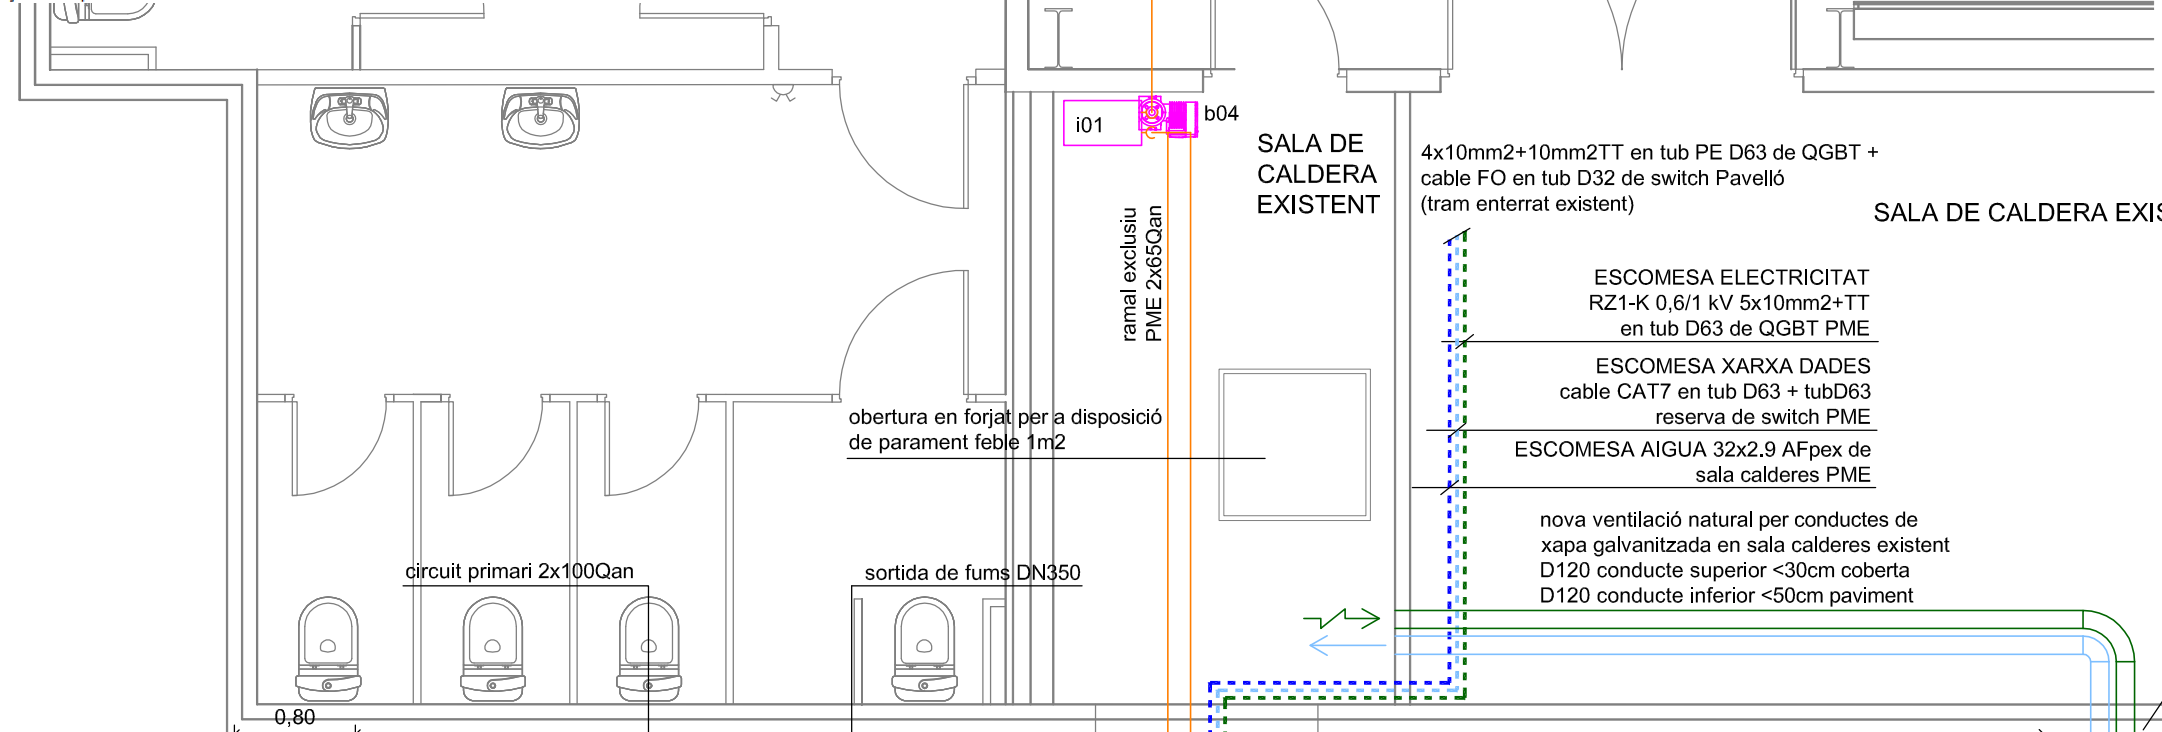 i01
b04
SALA DE
CALDERA
EXISTENT
4x10mm2+10mm2TT en tub PE D63 de QGBT +
cable FO en tub D32 de switch Pavelló
(tram enterrat existent)
SALA DE CALDERA EXIS
ramal exclusiu
PME 2x65Qan
ESCOMESA ELECTRICITAT
RZ1-K 0,6/1 kV 5x10mm2+TT
en tub D63 de QGBT PME
ESCOMESA XARXA DADES
cable CAT7 en tub D63 + tubD63
reserva de switch PME
ESCOMESA AIGUA 32x2.9 AFpex de
sala calderes PME
obertura en forjat per a disposició
de parament feble 1m2
nova ventilació natural per conductes de
xapa galvanitzada en sala calderes existent
D120 conducte superior <30cm coberta
D120 conducte inferior <50cm paviment
circuit primari 2x100Qan
sortida de fums DN350
0,80